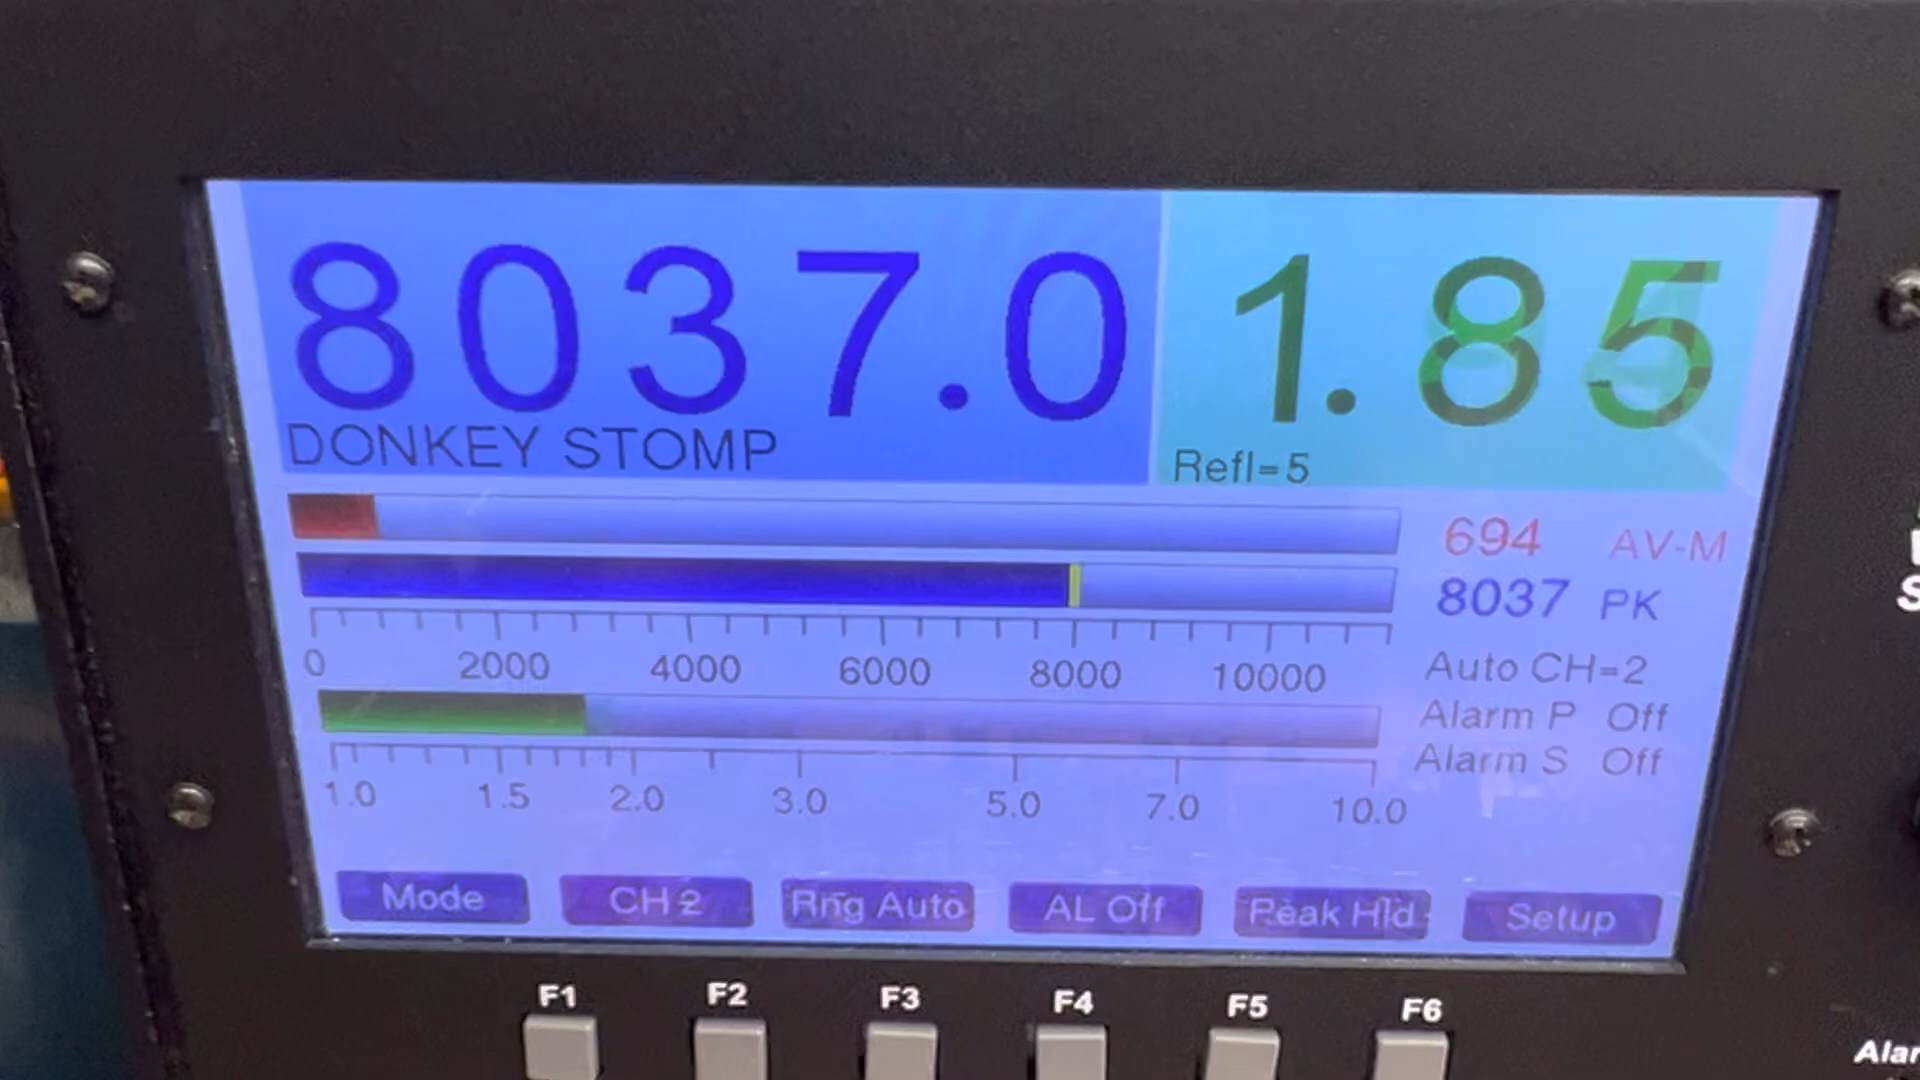 8037.0 1.85
DONKEY STOMP Refl=5
694 AV-M
8037 PK
0 2000 4000 6000 8000 10000
Auto CH=2
Alarm P Off
Alarm S Off
1.0 1.5 2.0 3.0 5.0 7.0 10.0
Mode CH 2 Rng Auto AL Off Peak Hld Setup
F1 F2 F3 F4 F5 F6